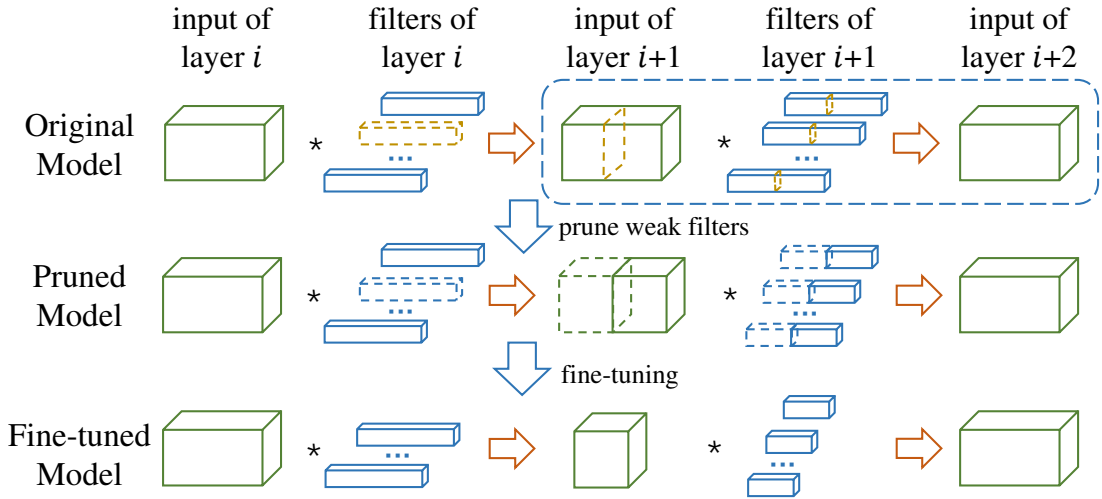 input of
layer i
filters of
layer i
input of
layer i+1
filters of
layer i+1
input of
layer i+2
Original
Model
*
...
*
...
prune weak filters
Pruned
Model
*
...
*
...
fine-tuning
Fine-tuned
Model
*
...
*
...